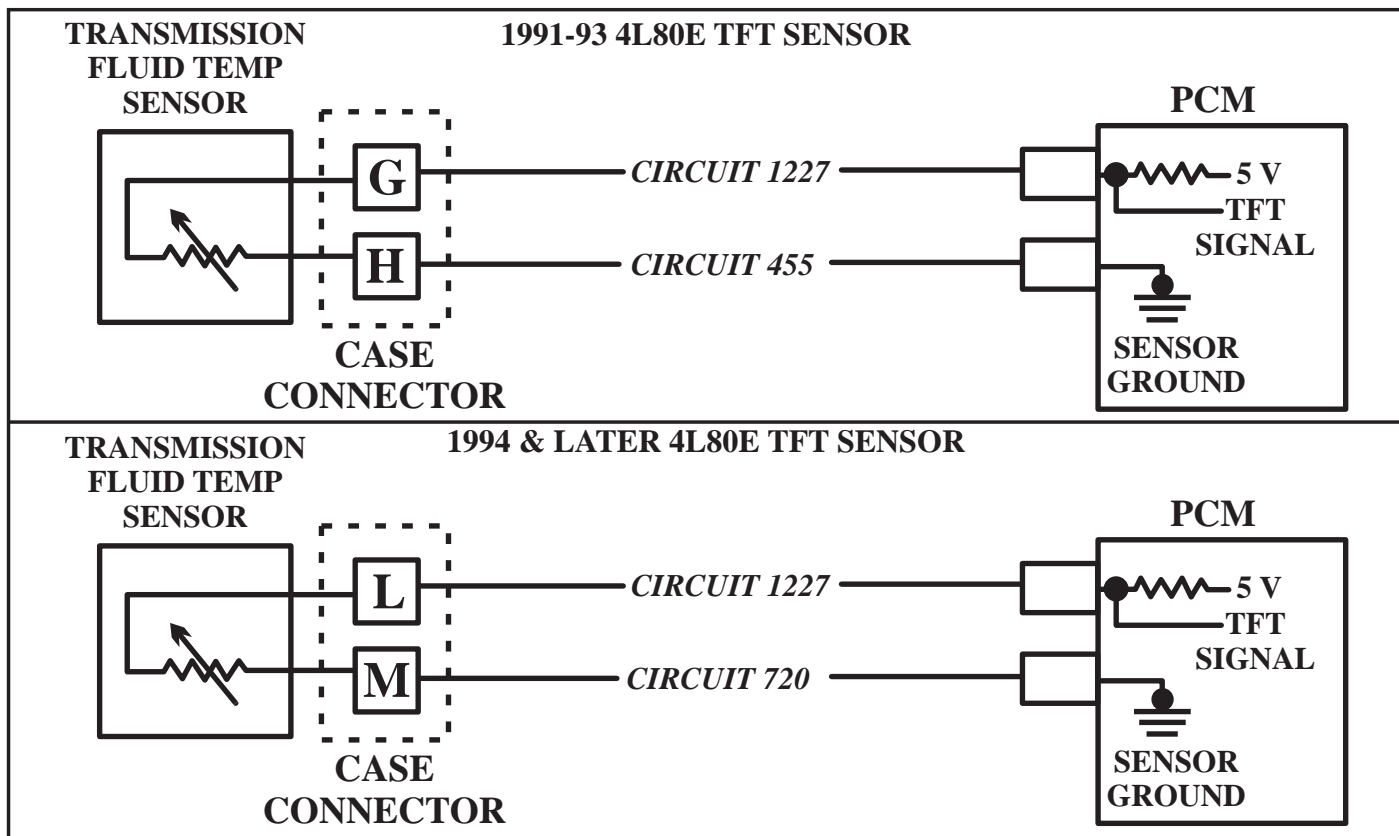 1991-93 4L80E TFT SENSOR
TRANSMISSION
FLUID TEMP
SENSOR
G
H
CASE
CONNECTOR
CIRCUIT 1227
CIRCUIT 455
PCM
5 V
TFT
SIGNAL
SENSOR
GROUND
1994 & LATER 4L80E TFT SENSOR
TRANSMISSION
FLUID TEMP
SENSOR
L
M
CASE
CONNECTOR
CIRCUIT 1227
CIRCUIT 720
PCM
5 V
TFT
SIGNAL
SENSOR
GROUND